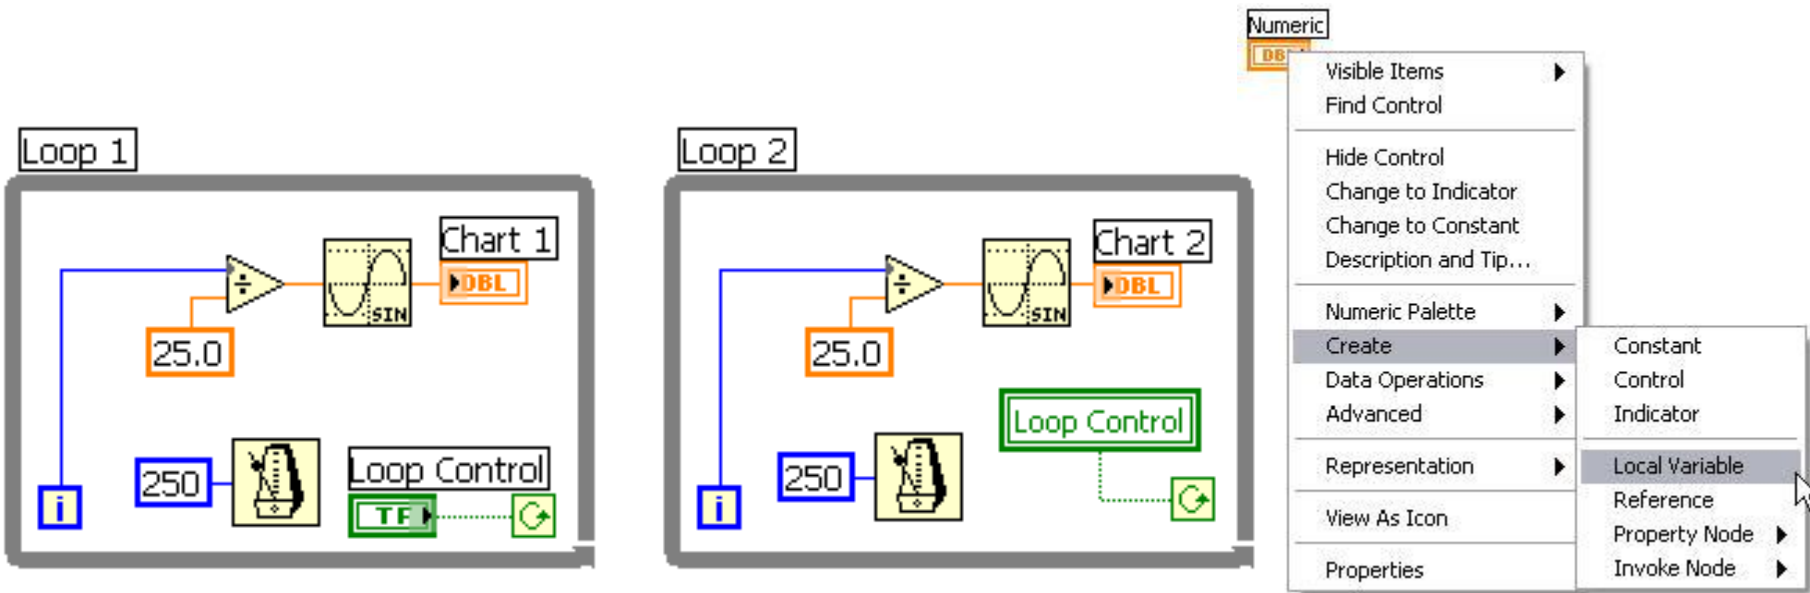 Loop 1
Chart 1
DBL
SIN
25.0
250
Loop Control
i
TF
Loop 2
Chart 2
DBL
SIN
25.0
Loop Control
250
i
Numeric
Visible Items
Find Control
Hide Control
Change to Indicator
Change to Constant
Description and Tip...
Numeric Palette
Create
Data Operations
Advanced
Representation
View As Icon
Properties
Constant
Control
Indicator
Local Variable
Reference
Property Node
Invoke Node